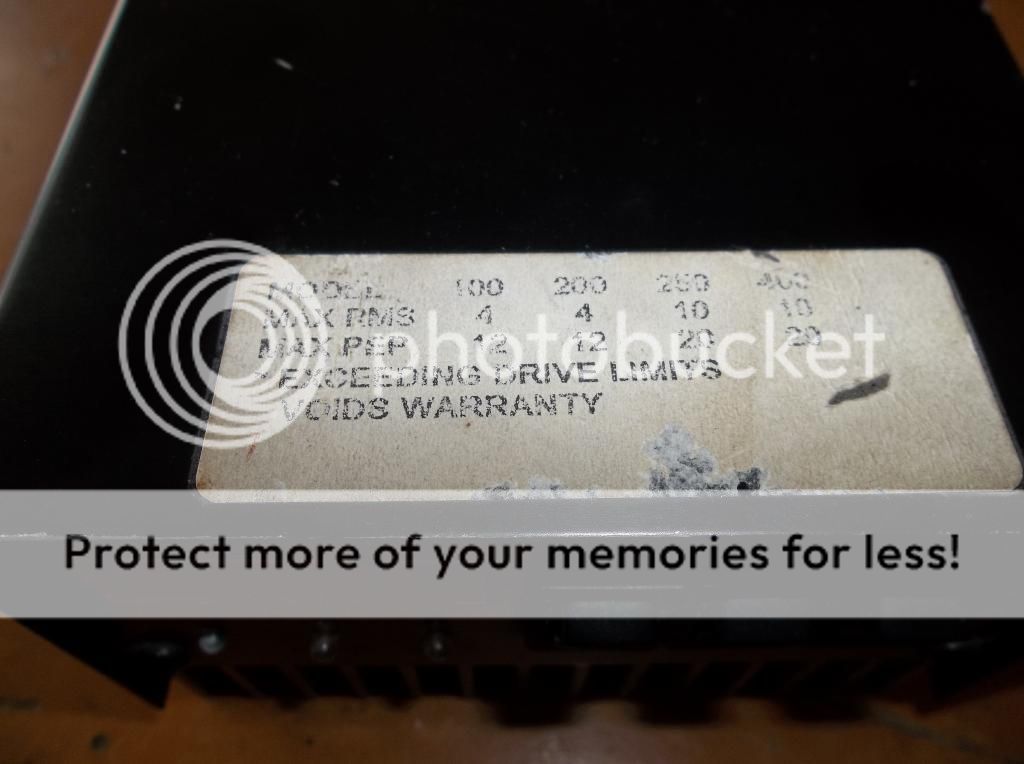 MODEL 100 200 250 400
MAX RMS 4 4 10 10
MAX PEP 12 12 20 20
EXCEEDING DRIVE LIMITS
VOIDS WARRANTY
photobucket
Protect more of your memories for less!